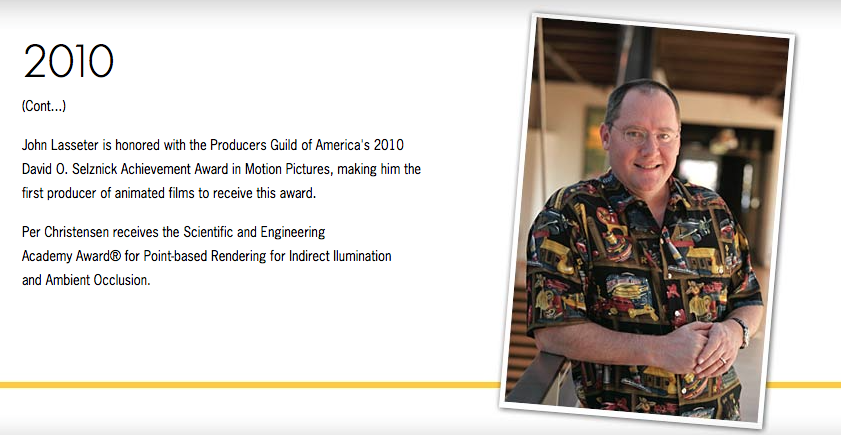 2010
(Cont...)
John Lasseter is honored with the Producers Guild of America's 2010
David O. Selznick Achievement Award in Motion Pictures, making him the
first producer of animated films to receive this award.
Per Christensen receives the Scientific and Engineering
Academy Award® for Point-based Rendering for Indirect Ilumination
and Ambient Occlusion.